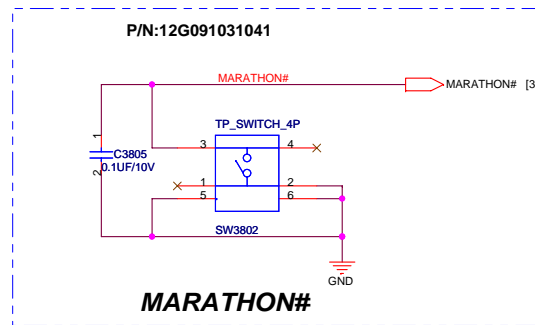 P/N:12G091031041
MARATHON#
MARATHON# [3
TP_SWITCH_4P
1
C3805
0.1UF/10V
2
3
4
1
2
5
6
SW3802
GND
MARATHON#